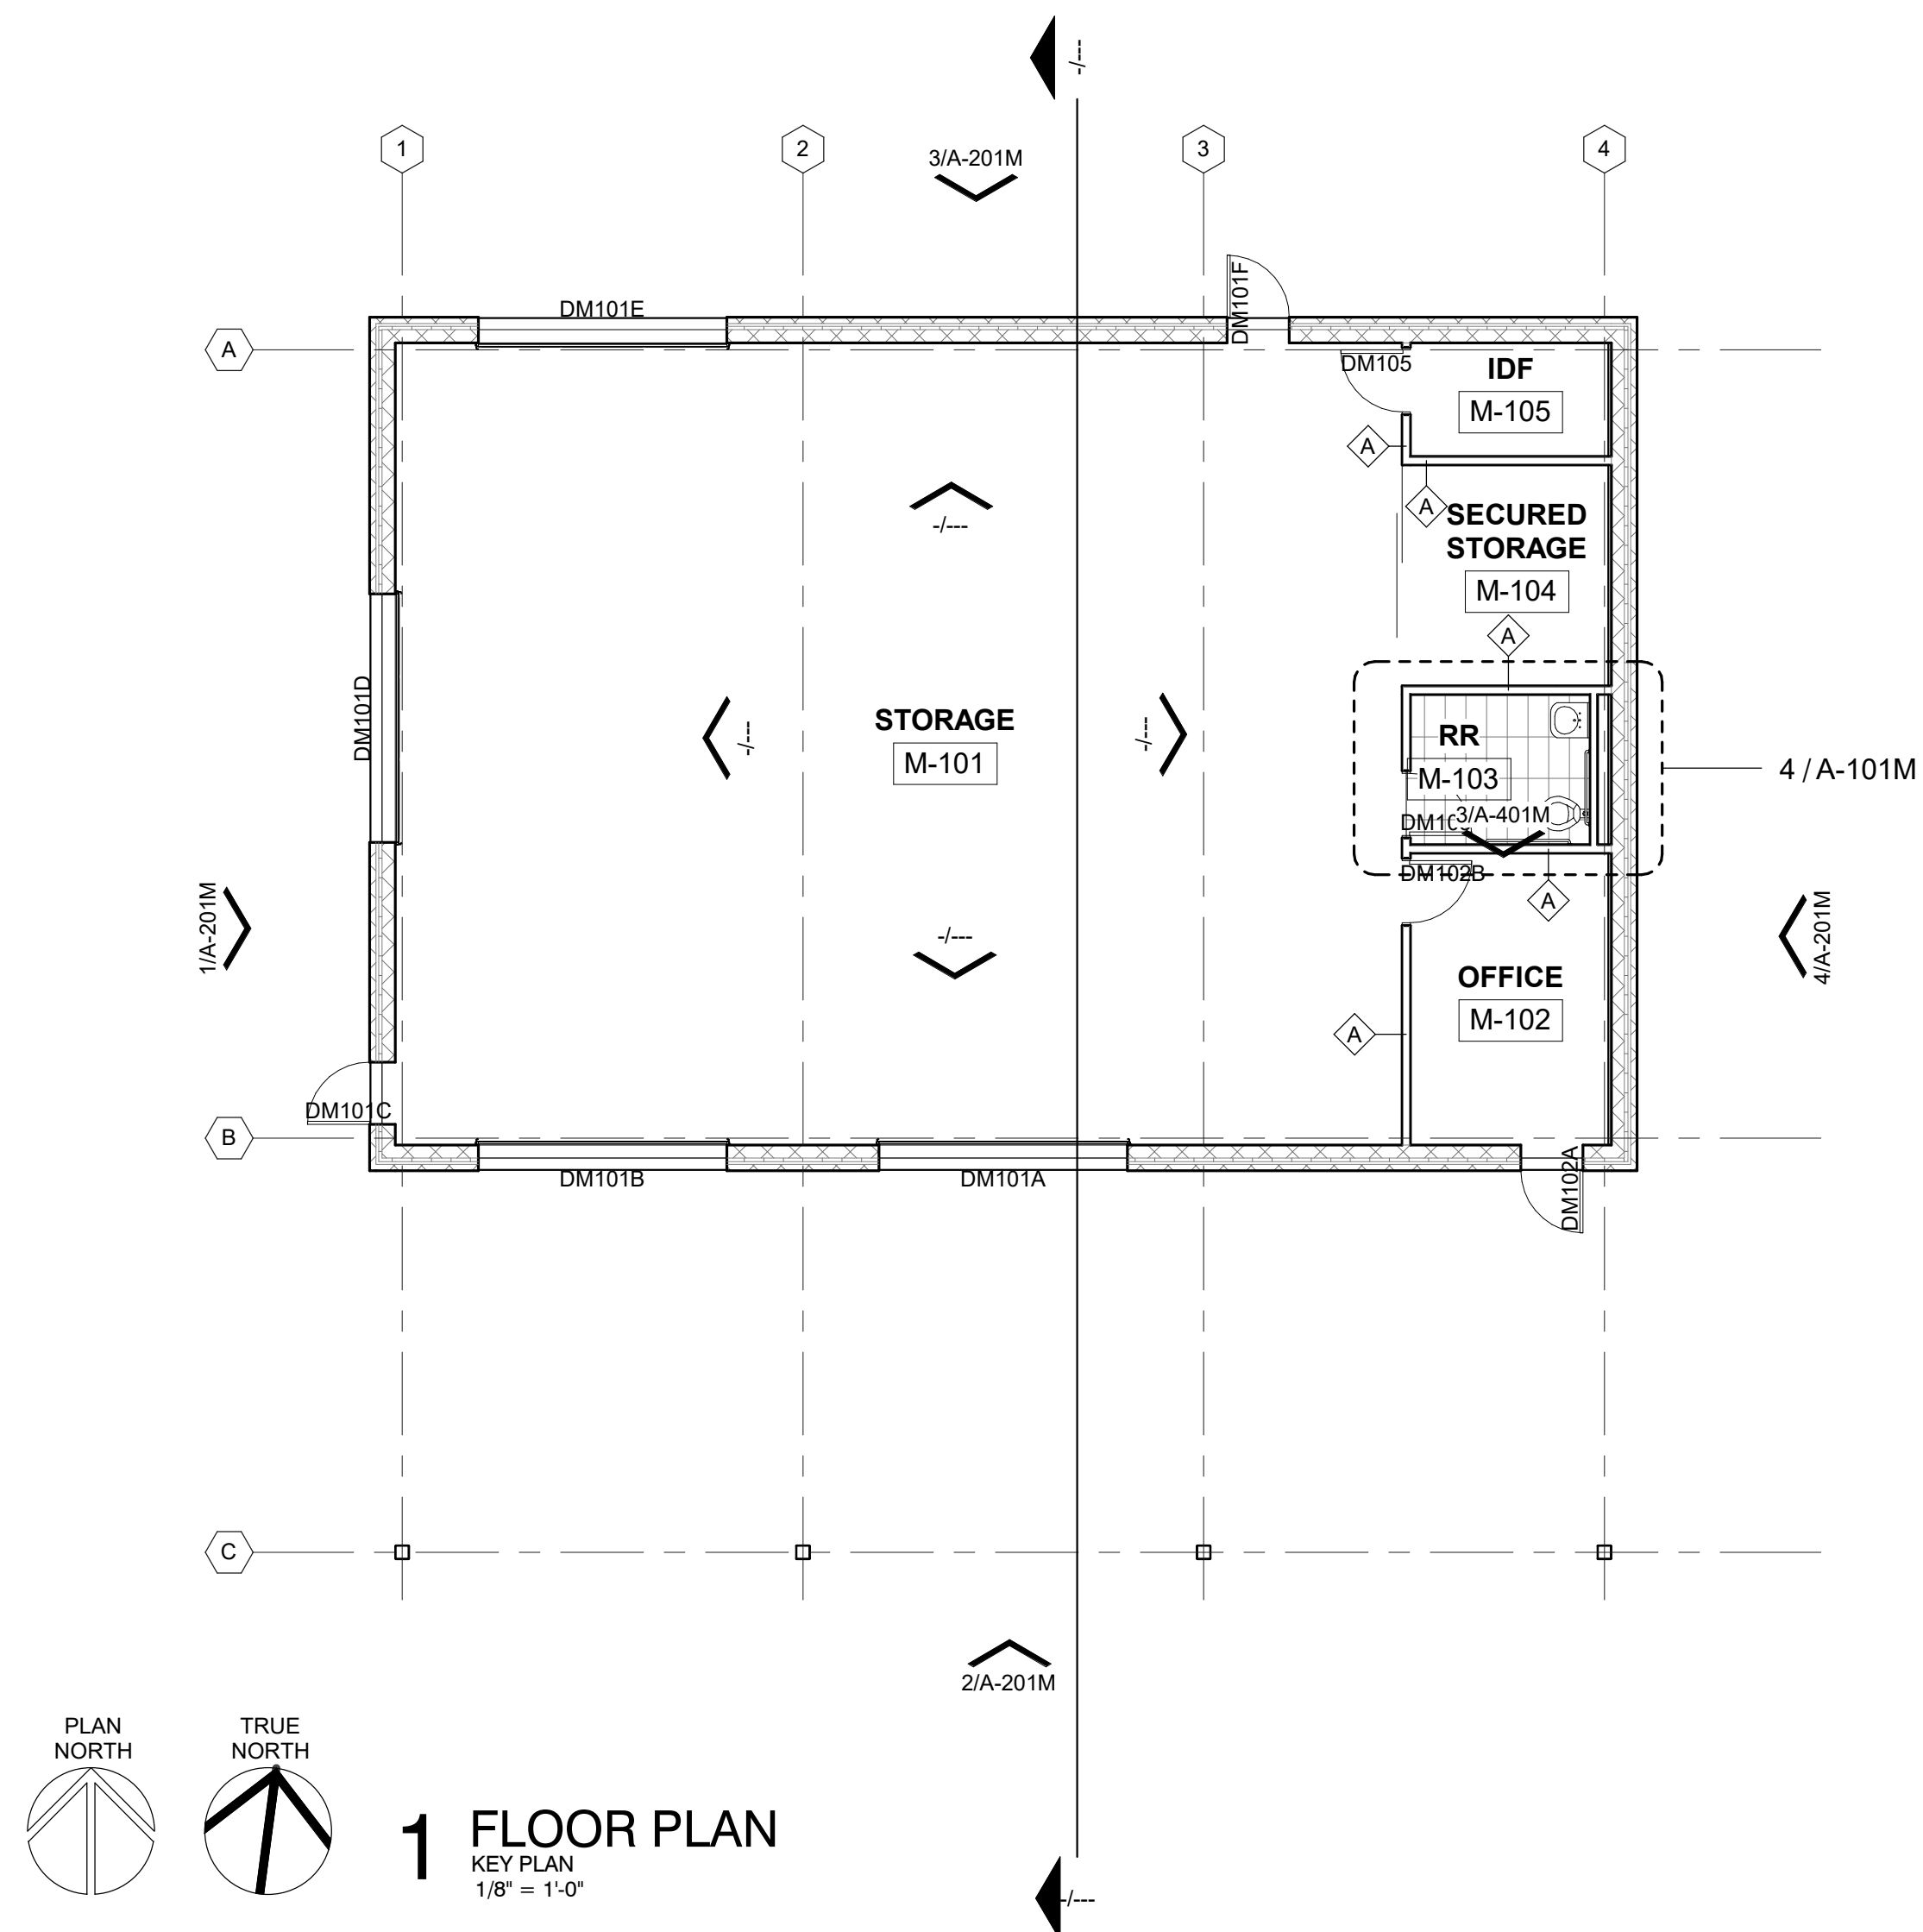 -/---
1
2
3
4
3/A-201M
DM101E
DM101F
A
DM105
IDF
M-105
A
A
SECURED
STORAGE
M-104
-/---
A
DM101D
STORAGE
M-101
-/---
-/---
RR
M-103
4 / A-101M
3/A-401M
DM102B
A
1/A-201M
4/A-201M
-/---
OFFICE
M-102
A
DM101C
B
DM101B
DM101A
DM102A
C
2/A-201M
PLAN
NORTH
TRUE
NORTH
1 FLOOR PLAN
KEY PLAN
1/8" = 1'-0"
-/---